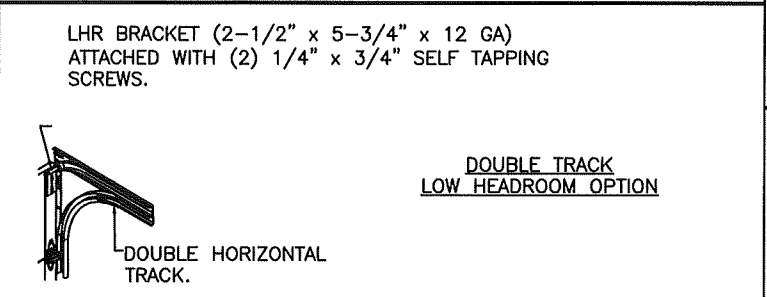 LHR BRACKET (2-1/2" x 5-3/4" x 12 GA)
ATTACHED WITH (2) 1/4" x 3/4" SELF TAPPING
SCREWS.
DOUBLE TRACK
LOW HEADROOM OPTION
DOUBLE HORIZONTAL
TRACK.